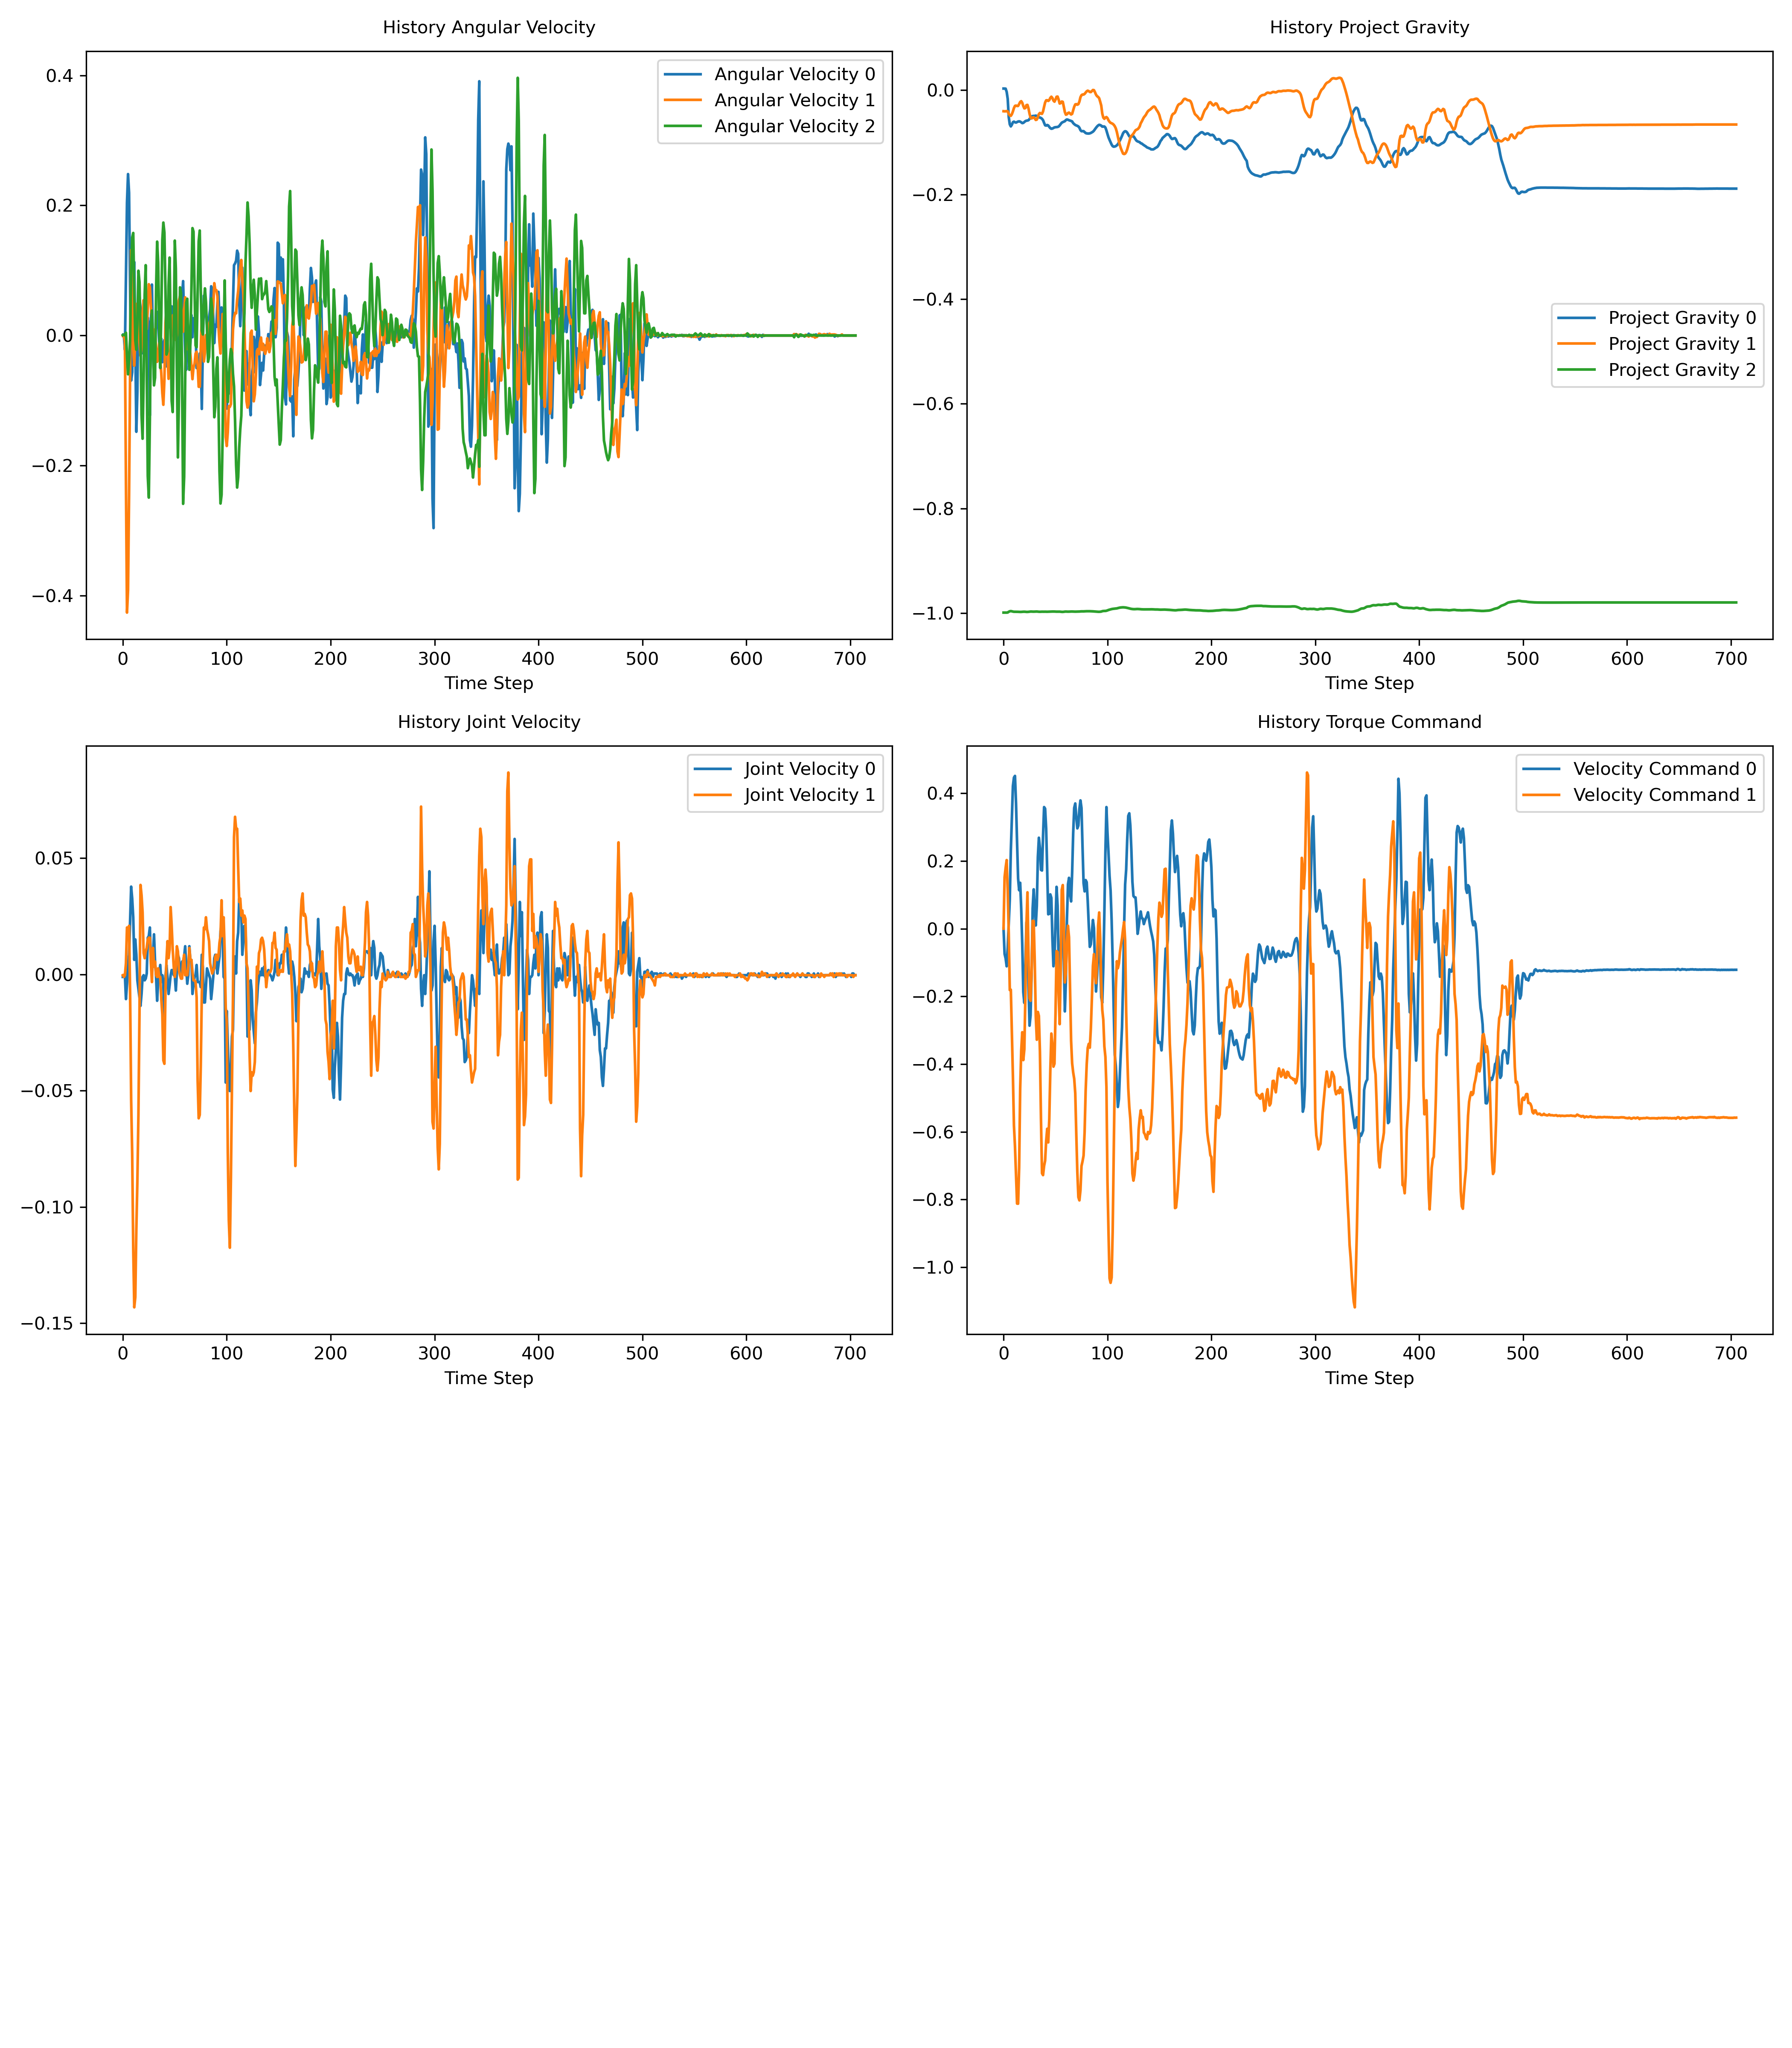 History Angular Velocity
0.4
0.2
0.0
−0.2
−0.4
0 100 200 300 400 500 600 700
Time Step
Angular Velocity 0
Angular Velocity 1
Angular Velocity 2
History Project Gravity
0.0
−0.2
−0.4
−0.6
−0.8
−1.0
0 100 200 300 400 500 600 700
Time Step
Project Gravity 0
Project Gravity 1
Project Gravity 2
History Joint Velocity
0.05
0.00
−0.05
−0.10
−0.15
0 100 200 300 400 500 600 700
Time Step
Joint Velocity 0
Joint Velocity 1
History Torque Command
0.4
0.2
0.0
−0.2
−0.4
−0.6
−0.8
−1.0
0 100 200 300 400 500 600 700
Time Step
Velocity Command 0
Velocity Command 1